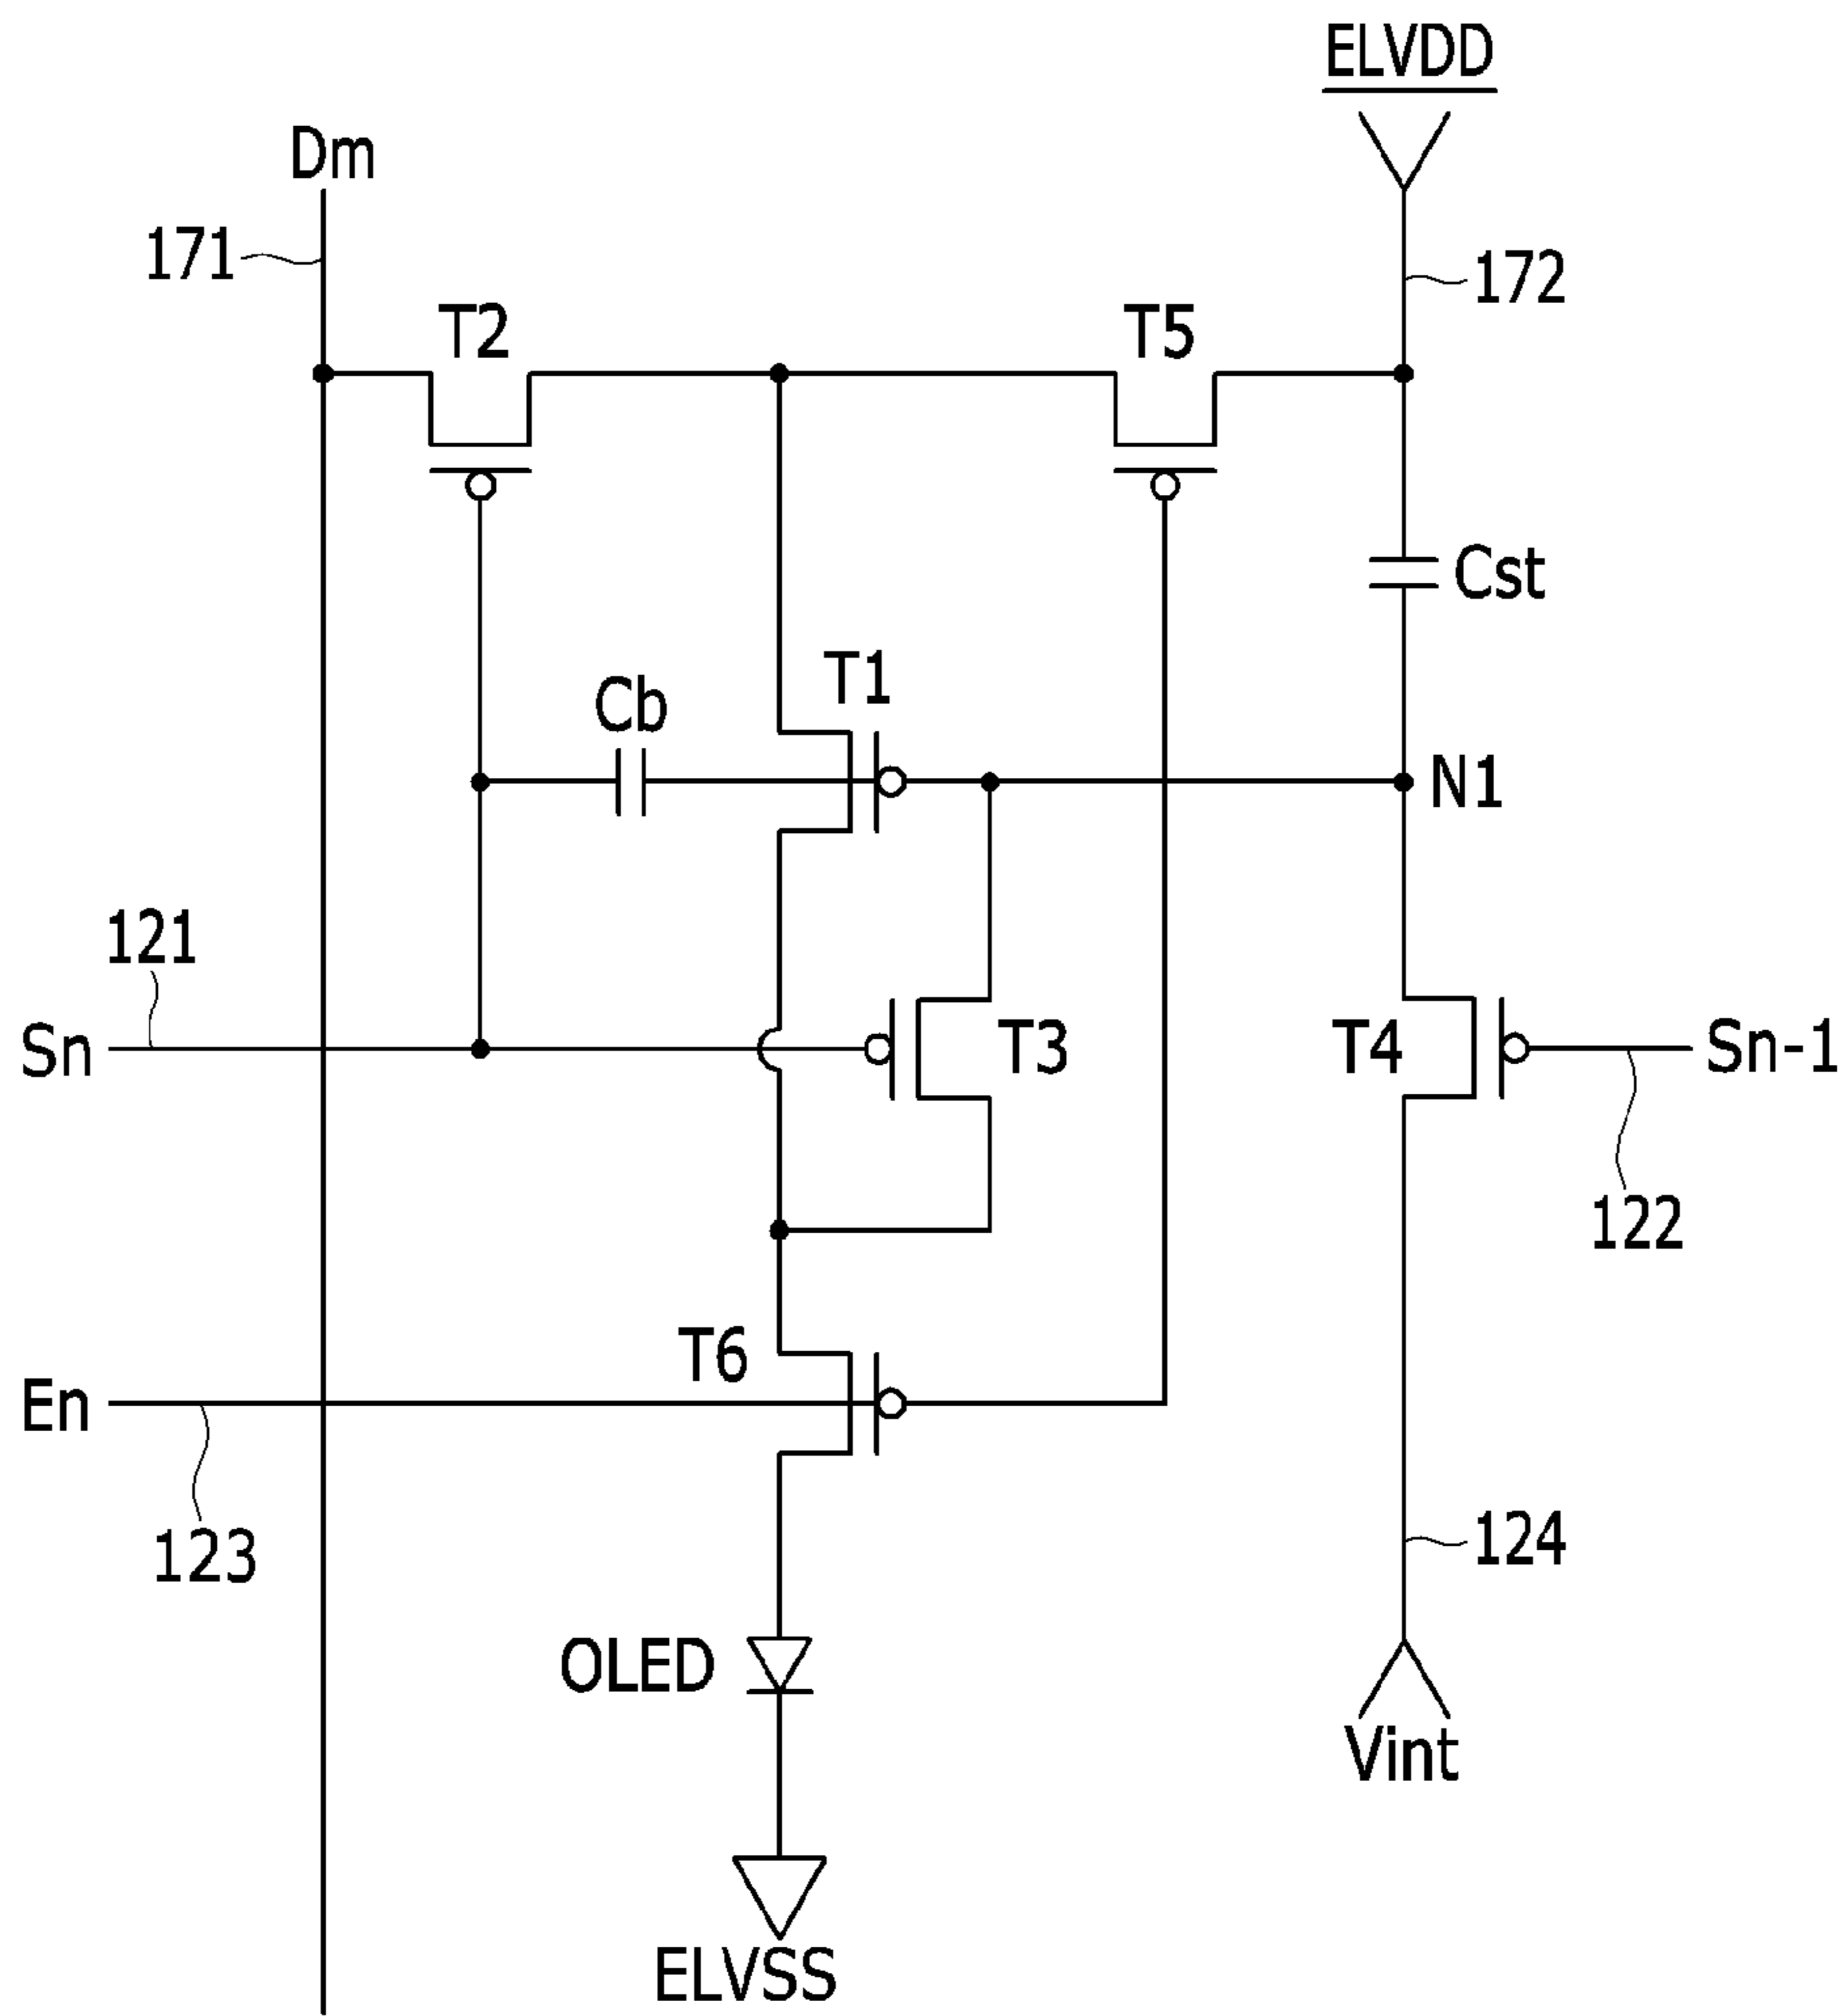 ELVDD
Dm
171
172
T2
T5
Cst
T1
Cb
N1
121
Sn
T3
T4
Sn-1
122
T6
En
123
124
OLED
Vint
ELVSS